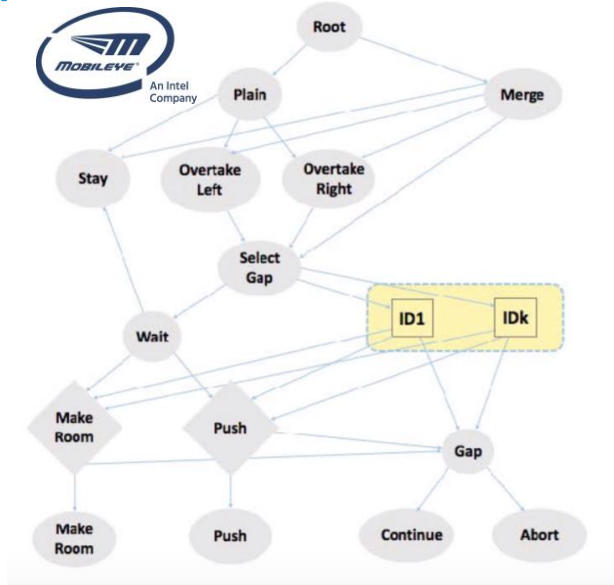 Root
MOBILEYE
An Intel
Company
Plain
Merge
Stay
Overtake
Left
Overtake
Right
Select
Gap
ID1
IDk
Wait
Make
Room
Push
Gap
Make
Room
Push
Continue
Abort